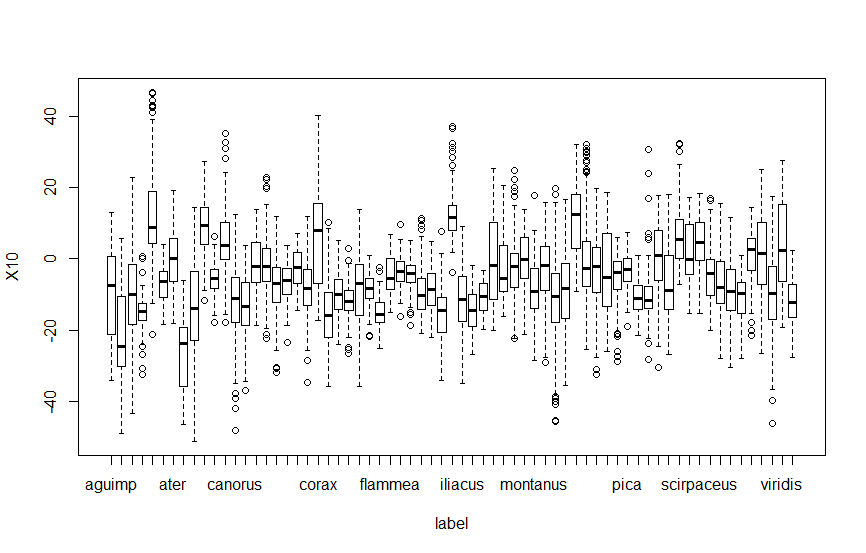 X10
40
20
0
-20
-40
aguimp ater canorus corax flammea iliacus montanus pica scirpaceus viridis
label